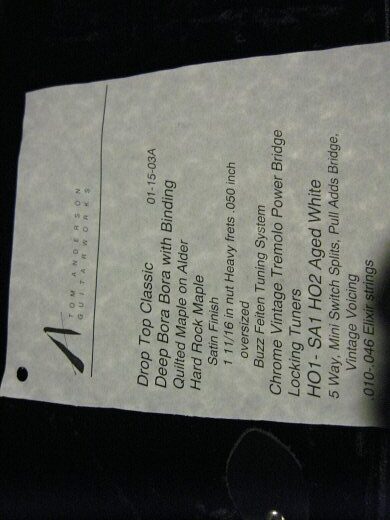 TOM ANDERSON
GUITARWORKS
Drop Top Classic 01-15-03A
Deep Bora Bora with Binding
Quilted Maple on Alder
Hard Rock Maple
Satin Finish
1 11/16 in nut Heavy frets .050 inch
oversized
Buzz Feiten Tuning System
Chrome Vintage Tremolo Power Bridge
Locking Tuners
HO1- SA1 HO2 Aged White
5 Way, Mini Switch Splits, Pull Adds Bridge,
Vintage Voicing
.010-.046 Elixir strings